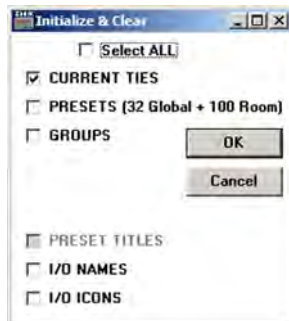 Initialize & Clear
Select ALL
CURRENT TIES
PRESETS (32 Global + 100 Room)
GROUPS
OK
Cancel
PRESET TITLES
I/O NAMES
I/O ICONS